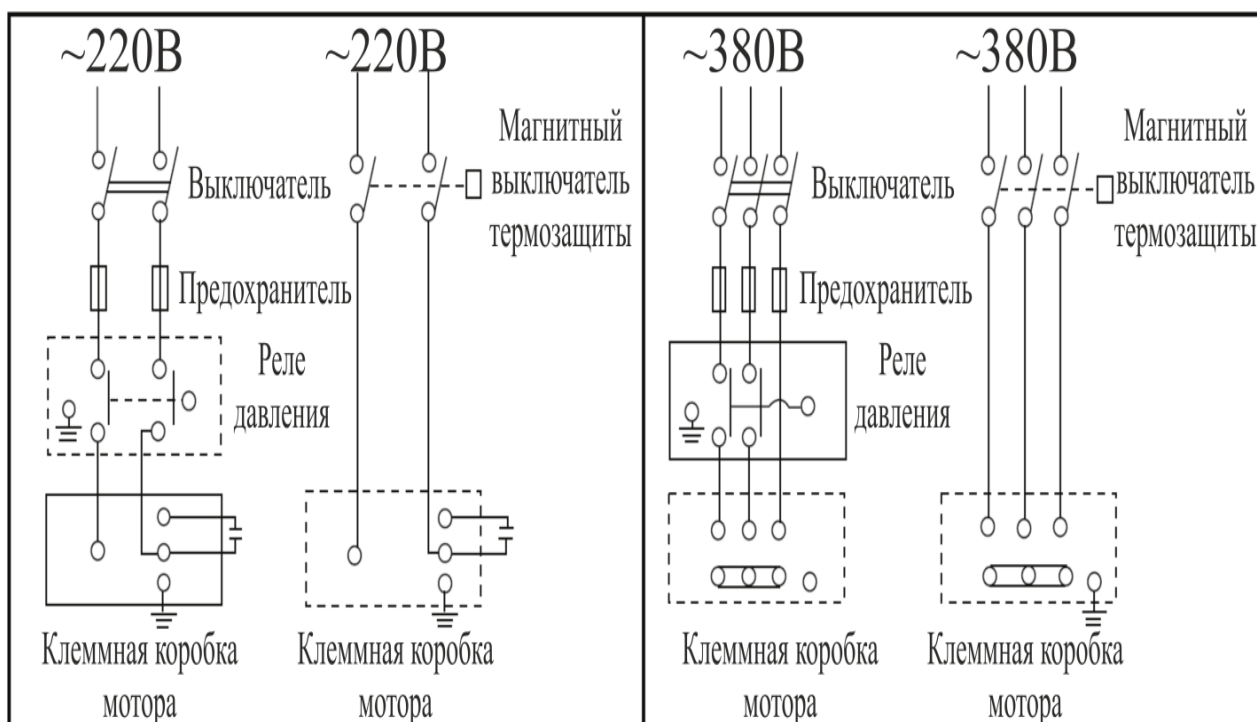 ~220В
~220В
Магнитный
выключатель
термозащиты
Выключатель
Предохранитель
Реле
давления
Клеммная коробка
мотора
Клеммная коробка
мотора
~380В
~380В
Магнитный
выключатель
термозащиты
Выключатель
Предохранитель
Реле
давления
Клеммная коробка
мотора
Клеммная коробка
мотора